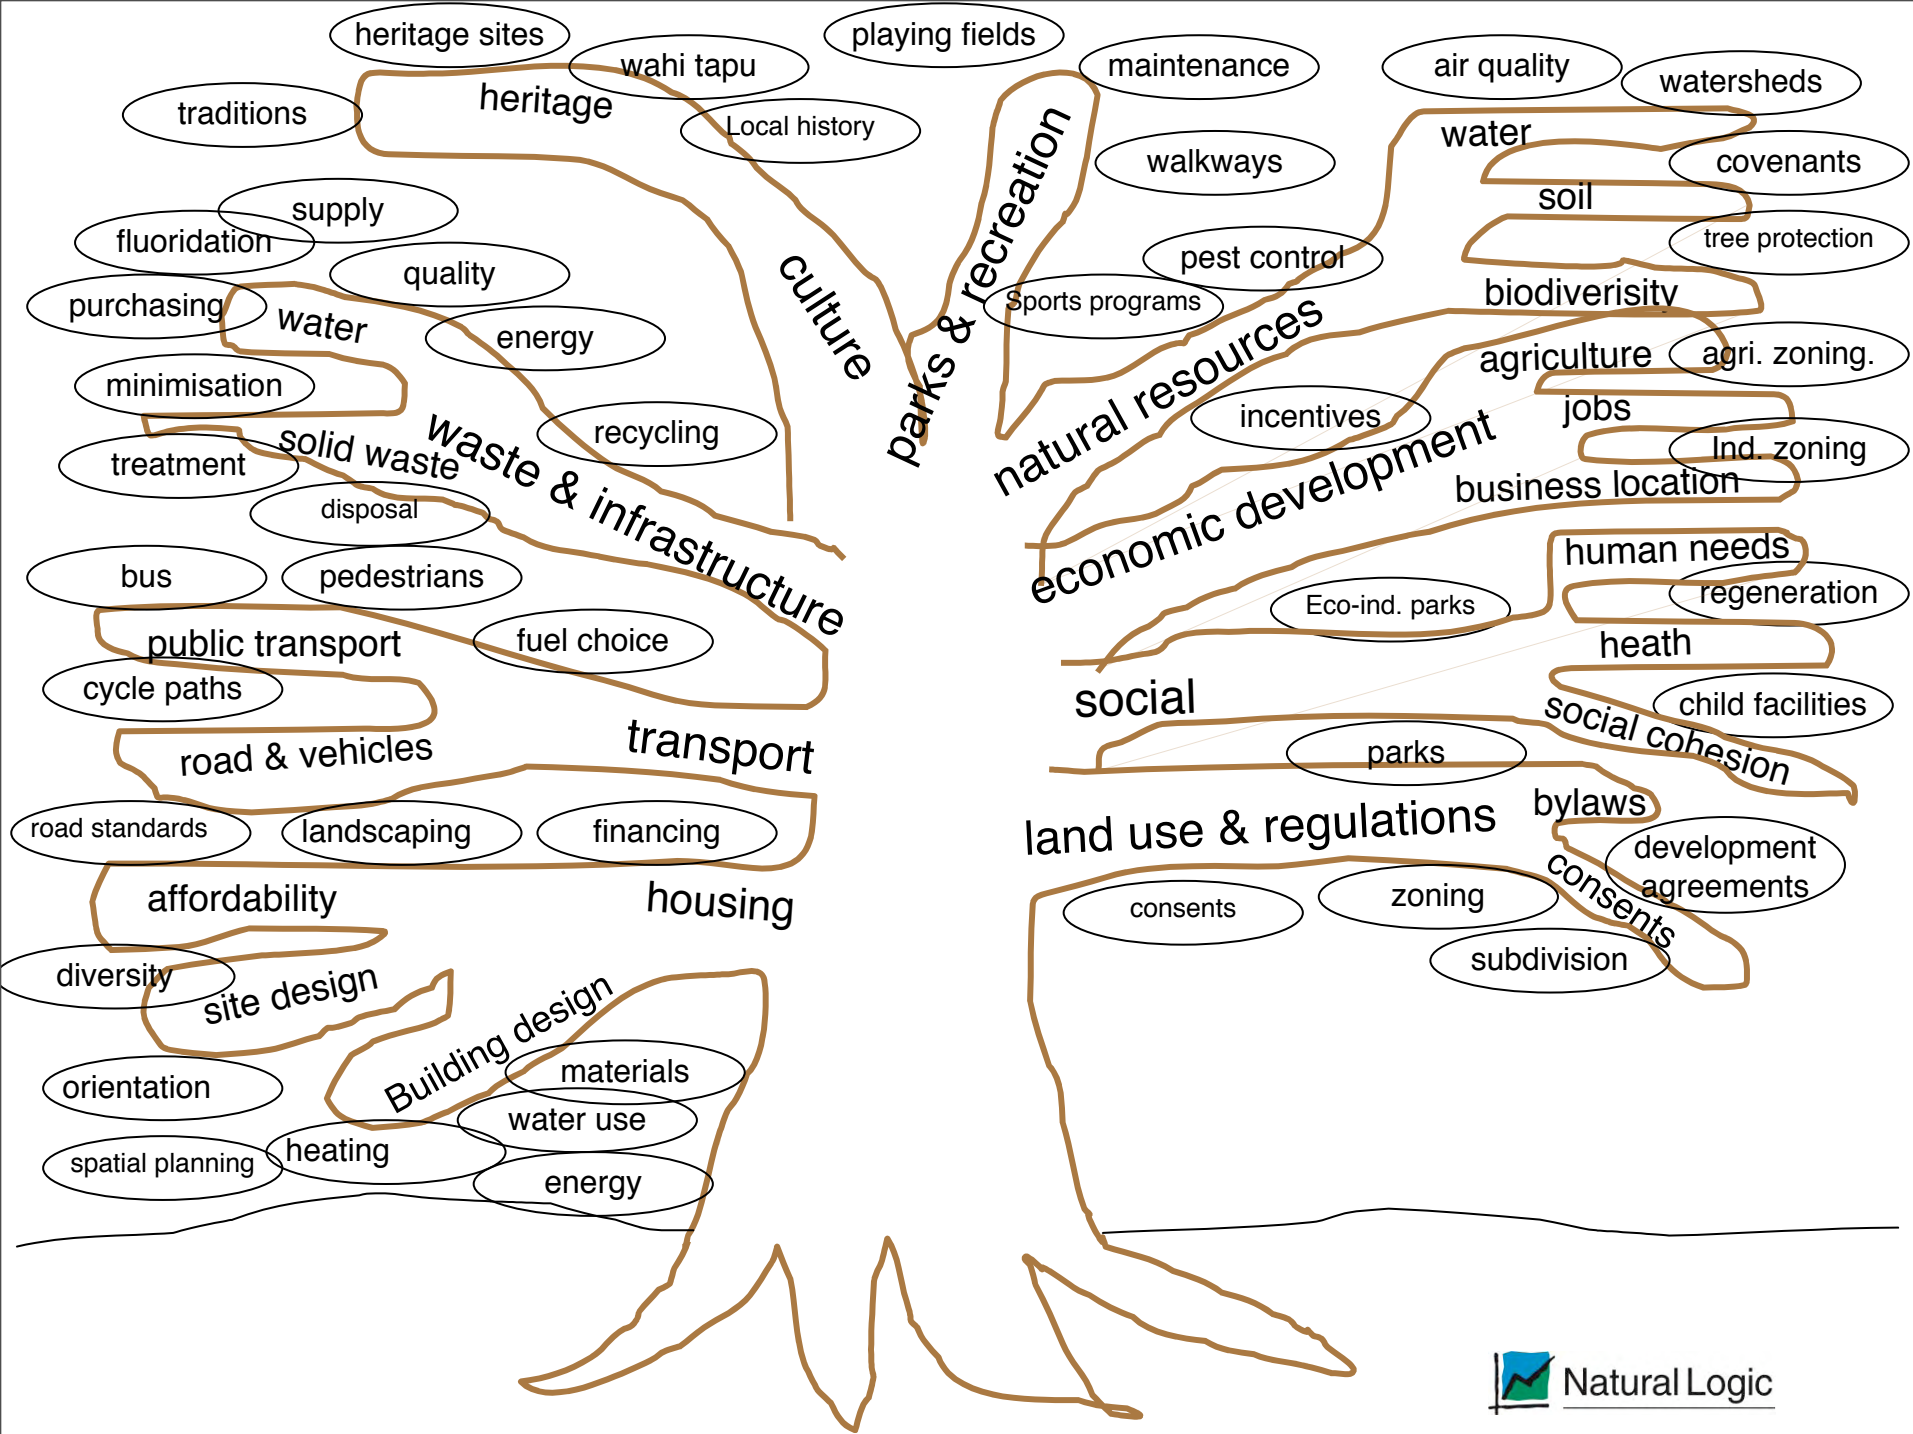 heritage sites
playing fields
wahi tapu
maintenance
air quality
watersheds
traditions
heritage
Local history
water
walkways
covenants
supply
soil
fluoridation
tree protection
quality
pest control
purchasing
water
energy
culture
parks & recreation
Sports programs
biodiverisity
minimisation
natural resources
agriculture
agri. zoning.
jobs
incentives
recycling
solid waste
treatment
waste & infrastructure
economic development
Ind. zoning
business location
disposal
human needs
bus
pedestrians
regeneration
Eco-ind. parks
public transport
fuel choice
heath
cycle paths
social
child facilities
social cohesion
road & vehicles
transport
parks
bylaws
road standards
landscaping
financing
land use & regulations
development
agreements
consents
affordability
housing
consents
zoning
diversity
site design
subdivision
Building design
orientation
materials
water use
spatial planning
heating
energy
Natural Logic